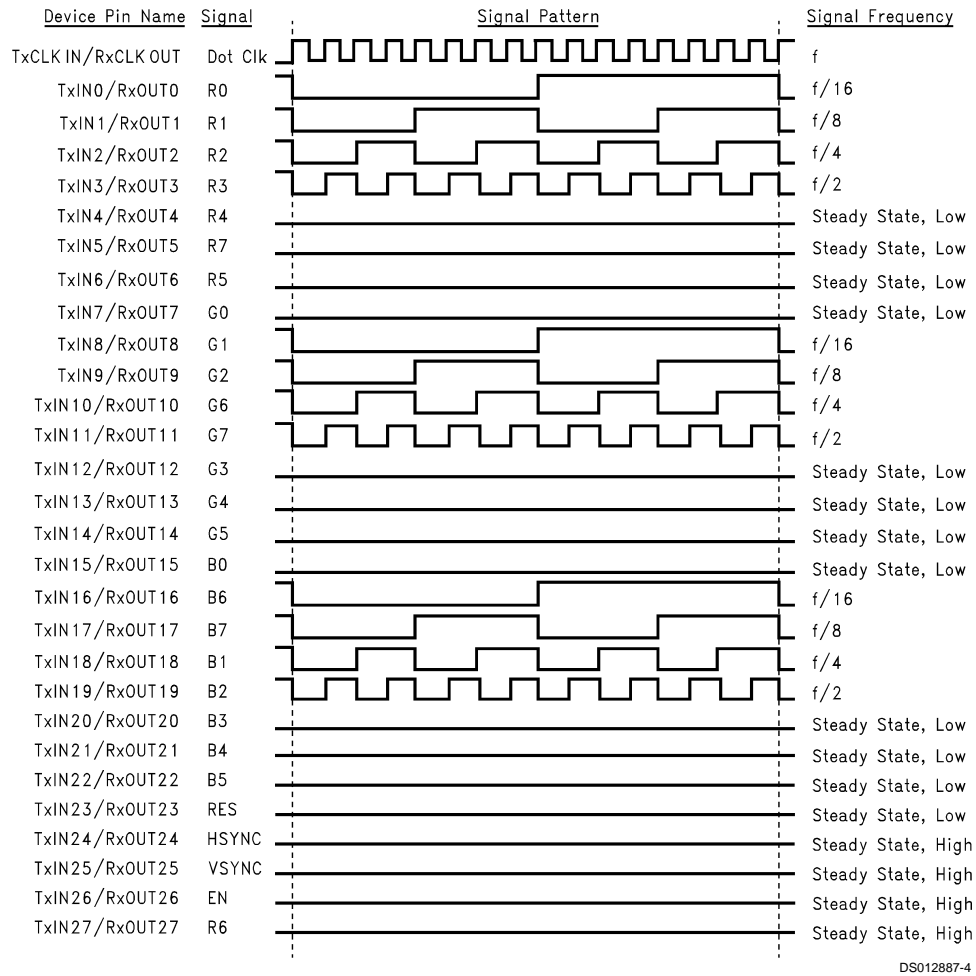 Device Pin Name Signal Signal Pattern Signal Frequency
TxCLK IN/RxCLK OUT Dot Clk f
TxIN0/RxOUT0 R0 f/16
TxIN1/RxOUT1 R1 f/8
TxIN2/RxOUT2 R2 f/4
TxIN3/RxOUT3 R3 f/2
TxIN4/RxOUT4 R4 Steady State, Low
TxIN5/RxOUT5 R7 Steady State, Low
TxIN6/RxOUT6 R5 Steady State, Low
TxIN7/RxOUT7 G0 Steady State, Low
TxIN8/RxOUT8 G1 f/16
TxIN9/RxOUT9 G2 f/8
TxIN10/RxOUT10 G6 f/4
TxIN11/RxOUT11 G7 f/2
TxIN12/RxOUT12 G3 Steady State, Low
TxIN13/RxOUT13 G4 Steady State, Low
TxIN14/RxOUT14 G5 Steady State, Low
TxIN15/RxOUT15 B0 Steady State, Low
TxIN16/RxOUT16 B6 f/16
TxIN17/RxOUT17 B7 f/8
TxIN18/RxOUT18 B1 f/4
TxIN19/RxOUT19 B2 f/2
TxIN20/RxOUT20 B3 Steady State, Low
TxIN21/RxOUT21 B4 Steady State, Low
TxIN22/RxOUT22 B5 Steady State, Low
TxIN23/RxOUT23 RES Steady State, Low
TxIN24/RxOUT24 HSYNC Steady State, High
TxIN25/RxOUT25 VSYNC Steady State, High
TxIN26/RxOUT26 EN Steady State, High
TxIN27/RxOUT27 R6 Steady State, High
DS012887-4